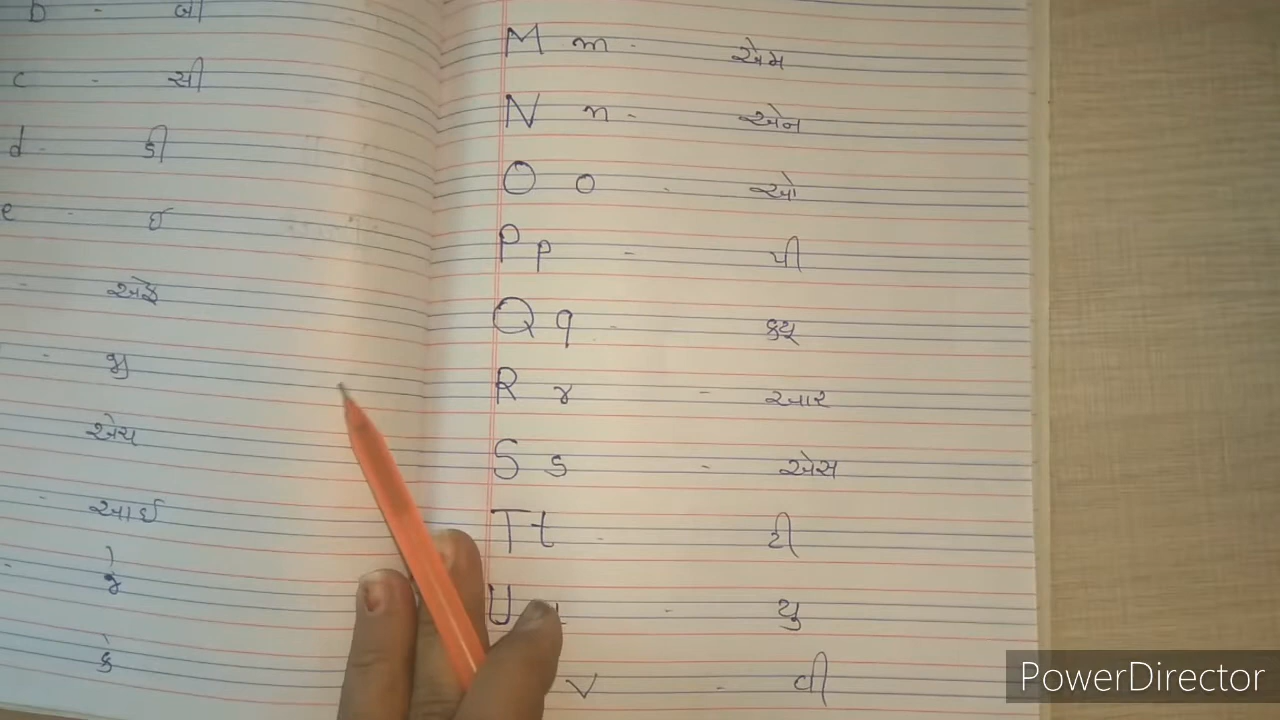 b - બી
c - સી
d - ડી
e - ઈ
- એફ
- જી
એચ
- આઈ
- જે
કે
M m - એમ
N n - એન
O o - ઓ
P p - પી
Q q - ક્યૂ
R r - આર
S s - એસ
T t - ટી
U - યુ
v - વી
PowerDirector